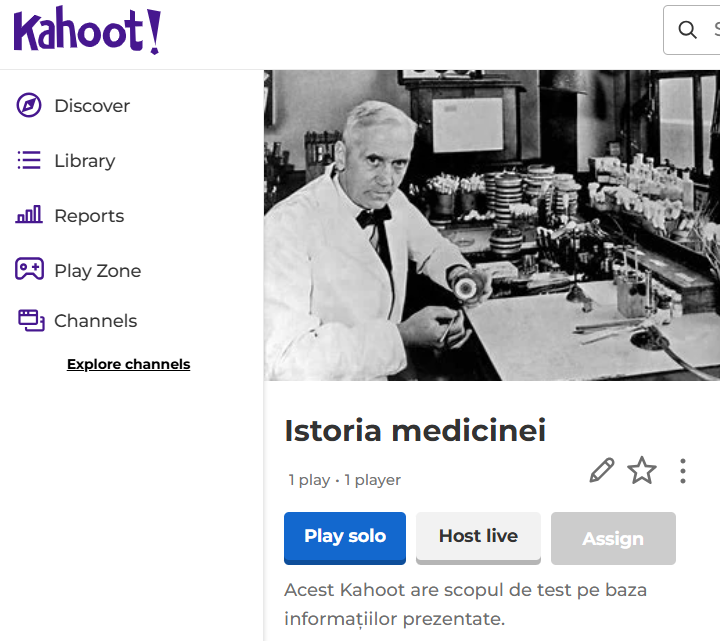 Kahoot!
S
Discover
Library
Reports
Play Zone
Channels
Explore channels
Istoria medicinei
1 play • 1 player
Play solo
Host live
Assign
Acest Kahoot are scopul de test pe baza
informațiilor prezentate.